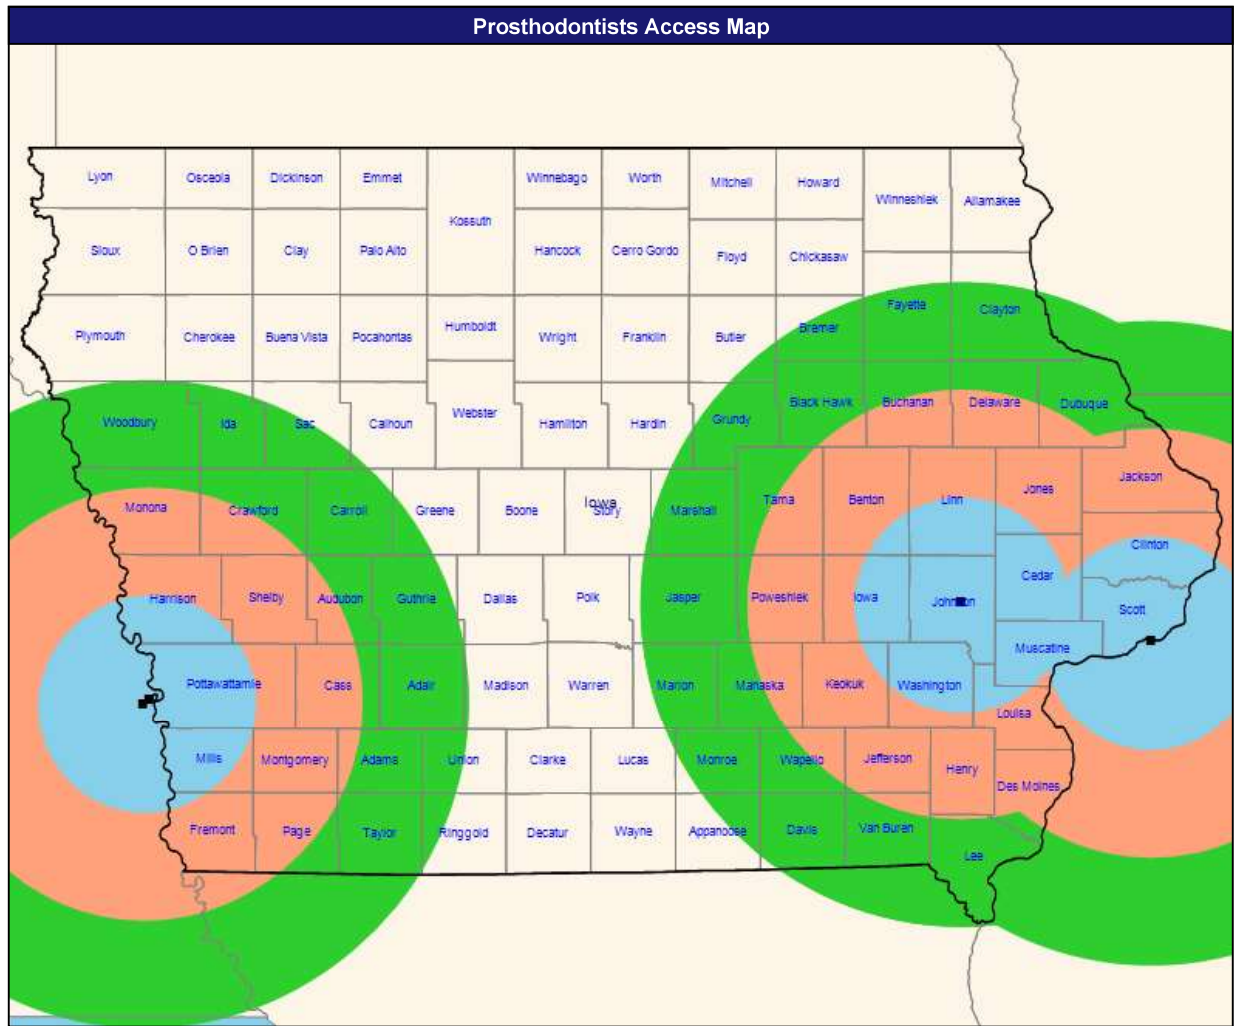 Prosthodontists Access Map
Lyon
Osceola
Dickinson
Emmet
Winnebago
Worth
Mitchell
Howard
Winneshiek
Allamakee
Kossuth
Sioux
O Brien
Clay
Palo Alto
Hancock
Cerro Gordo
Floyd
Chickasaw
Fayette
Clayton
Plymouth
Cherokee
Buena Vista
Pocahontas
Humboldt
Wright
Franklin
Butler
Bremer
Woodbury
Ida
Sac
Calhoun
Webster
Hamilton
Hardin
Grundy
Black Hawk
Buchanan
Delaware
Dubuque
Monona
Crawford
Carroll
Greene
Boone
Iowa
Story
Marshall
Tama
Benton
Linn
Jones
Jackson
Clinton
Harrison
Shelby
Audubon
Guthrie
Dallas
Polk
Jasper
Poweshiek
Iowa
Johnson
Cedar
Scott
Muscatine
Pottawattamie
Cass
Adair
Madison
Warren
Marion
Mahaska
Keokuk
Washington
Louisa
Mills
Montgomery
Adams
Union
Clarke
Lucas
Monroe
Wapello
Jefferson
Henry
Des Moines
Fremont
Page
Taylor
Ringgold
Decatur
Wayne
Appanoose
Davis
Van Buren
Lee